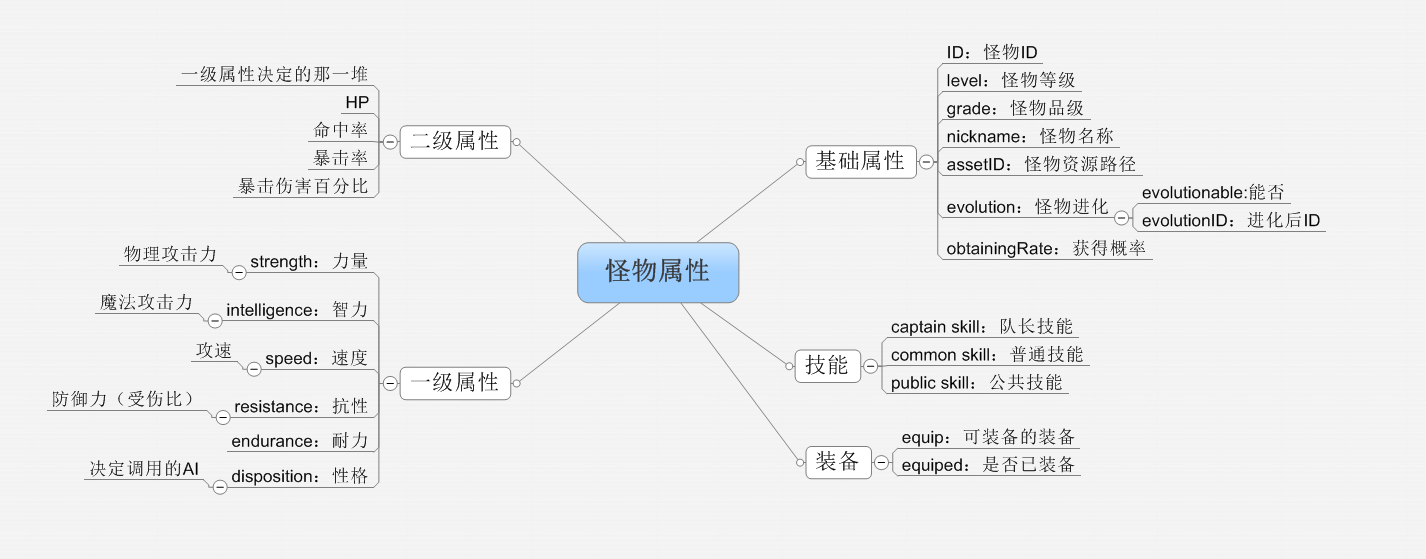 怪物属性
基础属性
ID：怪物ID
level：怪物等级
grade：怪物品级
nickname：怪物名称
assetID：怪物资源路径
evolution：怪物进化
evolutionable:能否
evolutionID：进化后ID
obtainingRate：获得概率
技能
captain skill：队长技能
common skill：普通技能
public skill：公共技能
装备
equip：可装备的装备
equiped：是否已装备
二级属性
一级属性决定的那一堆
HP
命中率
暴击率
暴击伤害百分比
一级属性
strength：力量
物理攻击力
intelligence：智力
魔法攻击力
speed：速度
攻速
resistance：抗性
防御力（受伤比）
endurance：耐力
disposition：性格
决定调用的AI